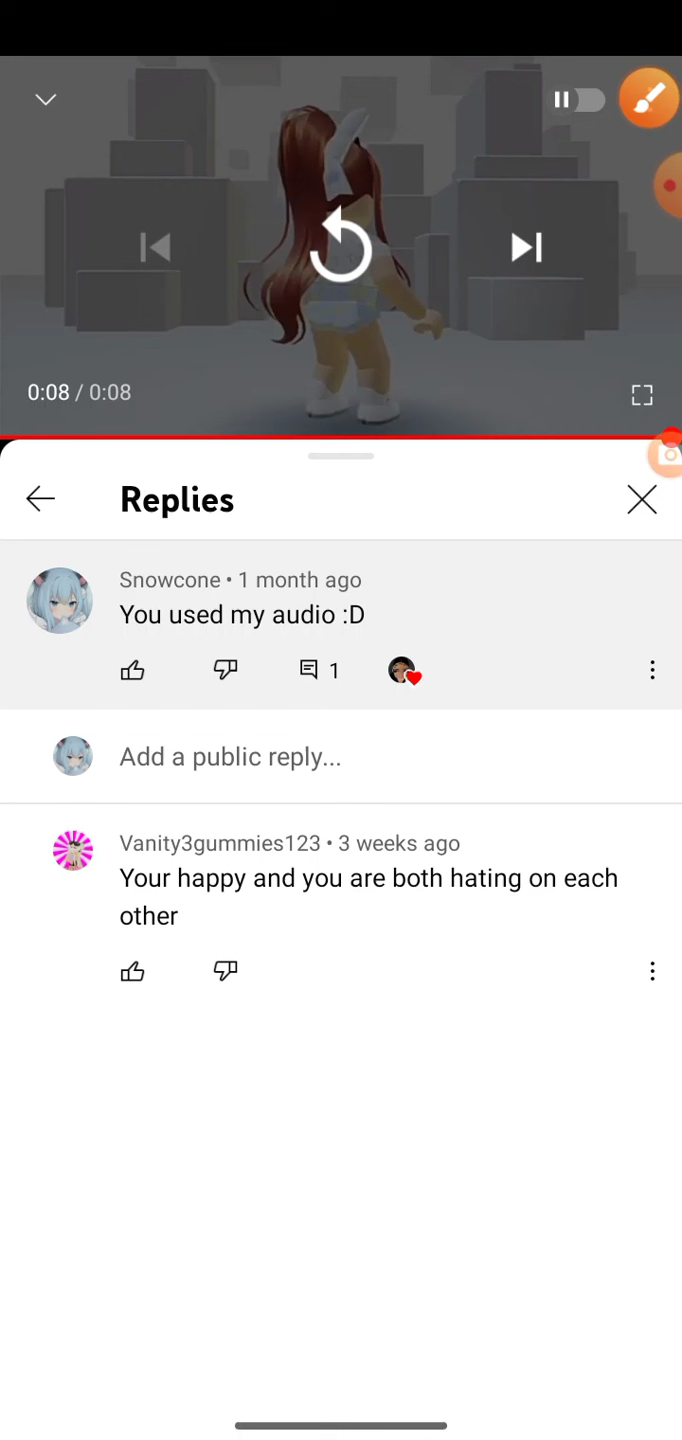 0:08 / 0:08
Replies
Snowcone • 1 month ago
You used my audio :D
1
Add a public reply...
Vanity3gummies123 • 3 weeks ago
Your happy and you are both hating on each
other